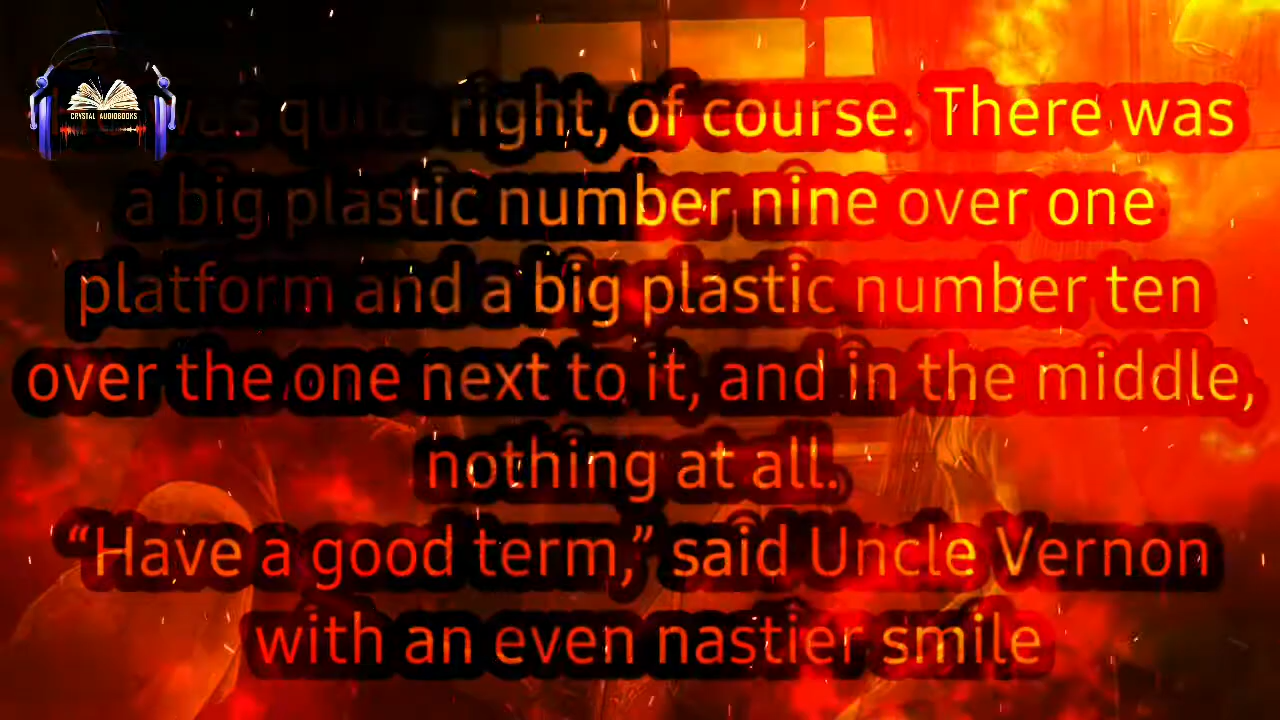 CRYSTAL AUDIOBOOKS
was quite right, of course. There was
a big plastic number nine over one
platform and a big plastic number ten
over the one next to it, and in the middle,
nothing at all.
“Have a good term,” said Uncle Vernon
with an even nastier smile